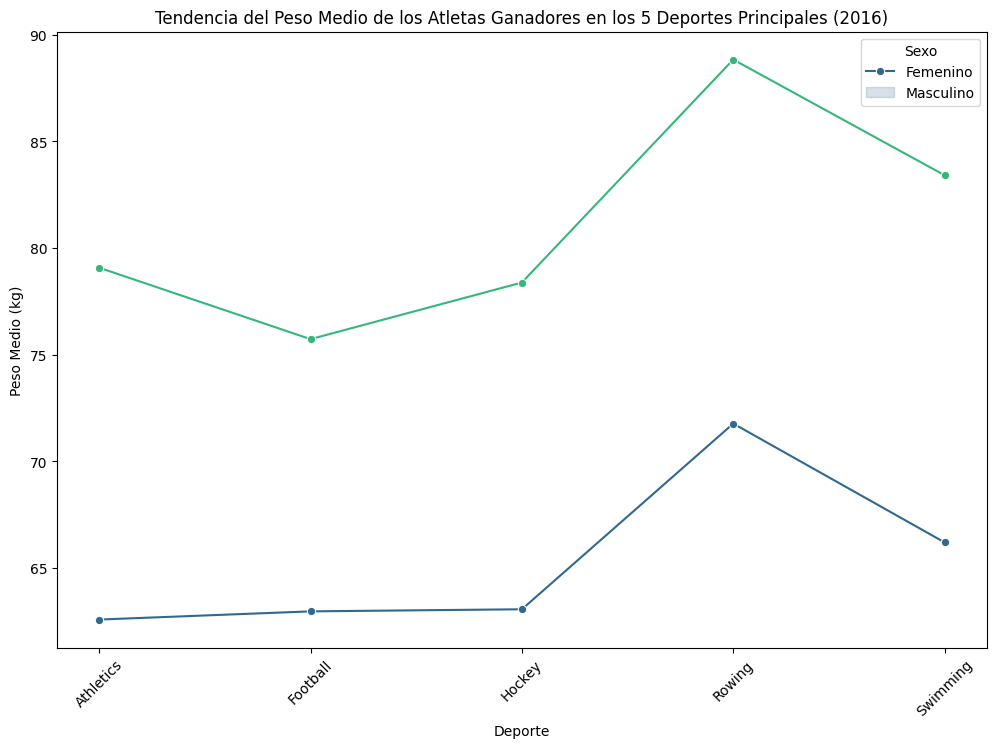 Tendencia del Peso Medio de los Atletas Ganadores en los 5 Deportes Principales (2016)
Sexo
Femenino
Masculino
Peso Medio (kg)
90
85
80
75
70
65
Athletics
Football
Hockey
Rowing
Swimming
Deporte